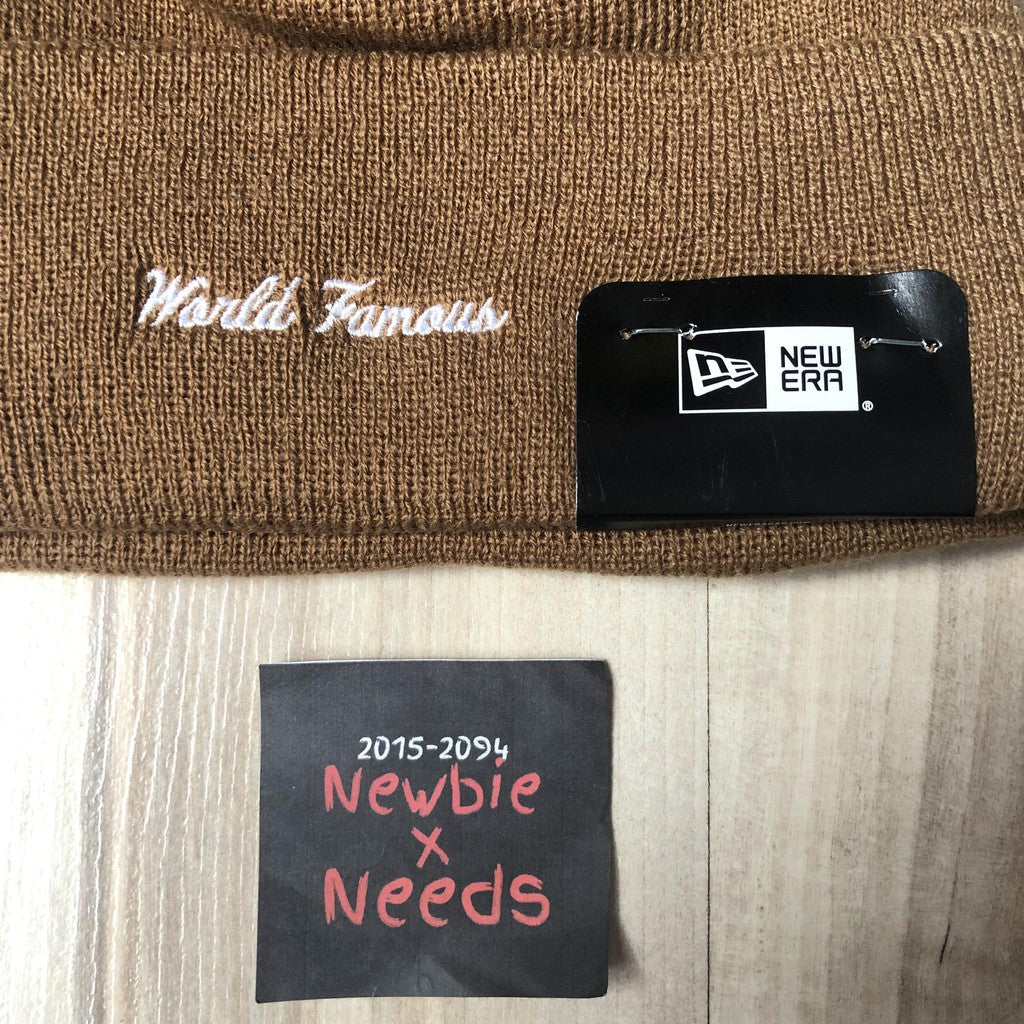 World Famous
NEW
ERA
®
2015-2094
Newbie
x
Needs